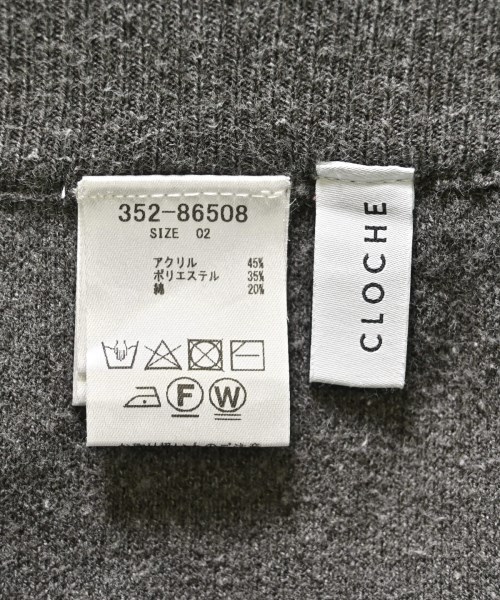 352-86508
SIZE 02
アクリル 45%
ポリエステル 35%
綿 20%
F W
CLOCHE